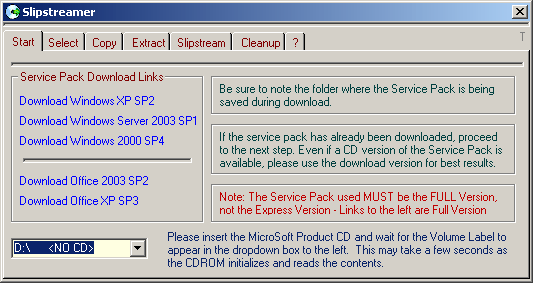 Slipstreamer
Start Select Copy Extract Slipstream Cleanup ? T
Service Pack Download Links
Download Windows XP SP2
Download Windows Server 2003 SP1
Download Windows 2000 SP4
Download Office 2003 SP2
Download Office XP SP3
Be sure to note the folder where the Service Pack is being
saved during download.
If the service pack has already been downloaded, proceed
to the next step. Even if a CD version of the Service Pack is
available, please use the download version for best results.
Note: The Service Pack used MUST be the FULL Version,
not the Express Version - Links to the left are Full Version
D:\ <NO CD>
Please insert the MicroSoft Product CD and wait for the Volume Label to
appear in the dropdown box to the left. This may take a few seconds as
the CDROM initializes and reads the contents.